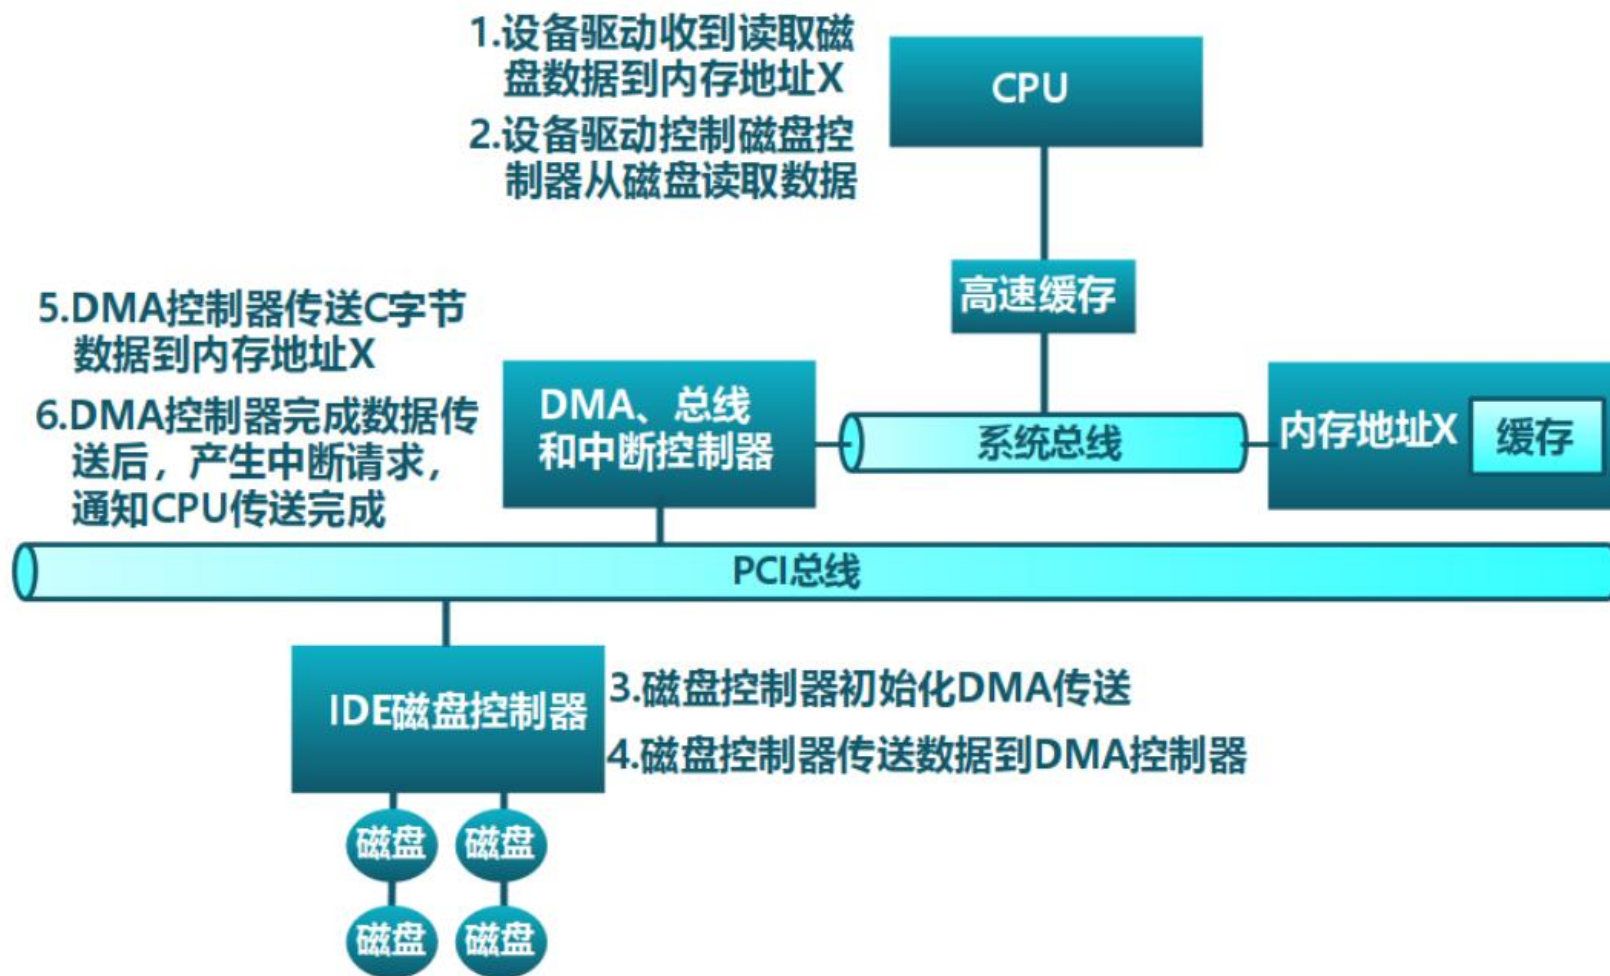 1.设备驱动收到读取磁
盘数据到内存地址X
2.设备驱动控制磁盘控
制器从磁盘读取数据
CPU
高速缓存
5.DMA控制器传送C字节
数据到内存地址X
6.DMA控制器完成数据传
送后，产生中断请求，
通知CPU传送完成
DMA、总线
和中断控制器
系统总线
内存地址X
缓存
PCI总线
IDE磁盘控制器
3.磁盘控制器初始化DMA传送
4.磁盘控制器传送数据到DMA控制器
磁盘
磁盘
磁盘
磁盘